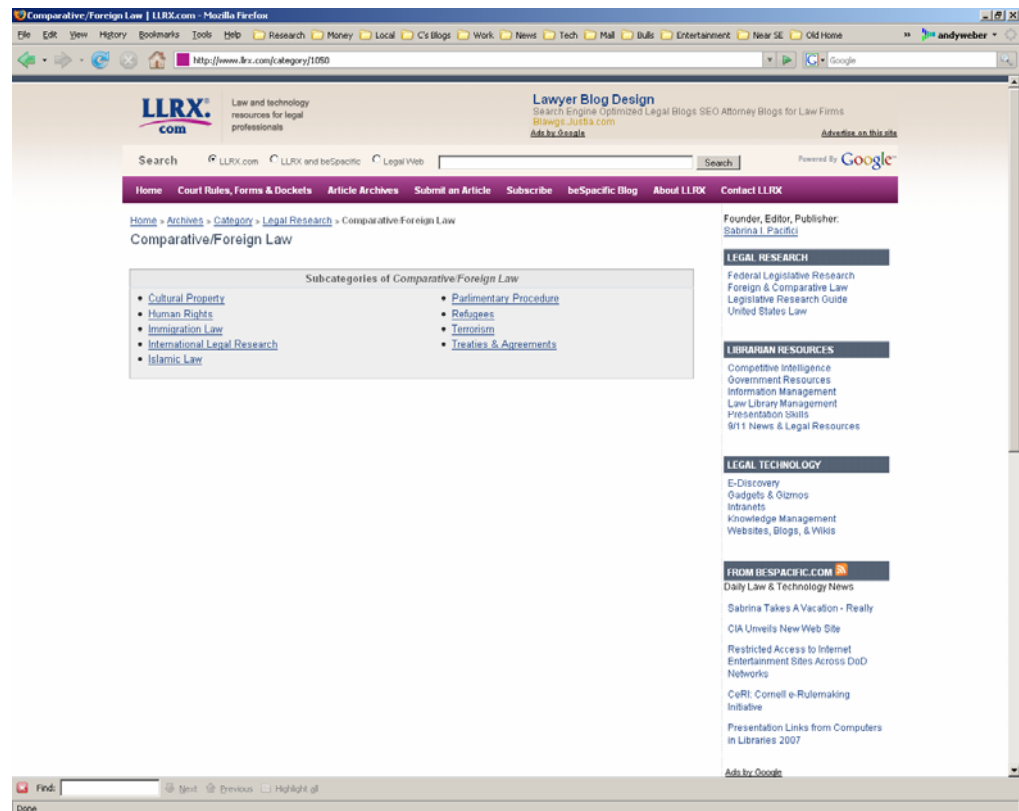 Comparative/Foreign Law | LLRX.com - Mozilla Firefox
File Edit View History Bookmarks Tools Help Research Money Local C's Blogs Work News Tech Mail Bulls Entertainment Near SE Old Home » andyweber
http://www.llrx.com/category/1050
Google
LLRX.com
Law and technology
resources for legal
professionals
Lawyer Blog Design
Search Engine Optimized Legal Blogs SEO Attorney Blogs for Law Firms
Blawgs.Justia.com
Ads by Google
Advertise on this site
Search LLRX.com LLRX and beSpacific Legal Web Search Powered By Google
Home Court Rules, Forms & Dockets Article Archives Submit an Article Subscribe beSpecific Blog About LLRX Contact LLRX
Home » Archives » Category » Legal Research » Comparative/Foreign Law
Comparative/Foreign Law
Subcategories of Comparative/Foreign Law
• Cultural Property
• Human Rights
• Immigration Law
• International Legal Research
• Islamic Law
• Parlimentary Procedure
• Refugees
• Terrorism
• Treaties & Agreements
Founder, Editor, Publisher:
Sabrina I. Pacifici
LEGAL RESEARCH
Federal Legislative Research
Foreign & Comparative Law
Legislative Research Guide
United States Law
LIBRARIAN RESOURCES
Competitive Intelligence
Government Resources
Information Management
Law Library Management
Presentation Skills
9/11 News & Legal Resources
LEGAL TECHNOLOGY
E-Discovery
Gadgets & Gizmos
Intranets
Knowledge Management
Websites, Blogs, & Wikis
FROM BESPACIFIC.COM
Daily Law & Technology News
Sabrina Takes A Vacation - Really
CIA Unveils New Web Site
Restricted Access to Internet
Entertainment Sites Across DoD
Networks
CeRI: Cornell e-Rulemaking
Initiative
Presentation Links from Computers
in Libraries 2007
Ads by Google
Find: Next Previous Highlight all
Done